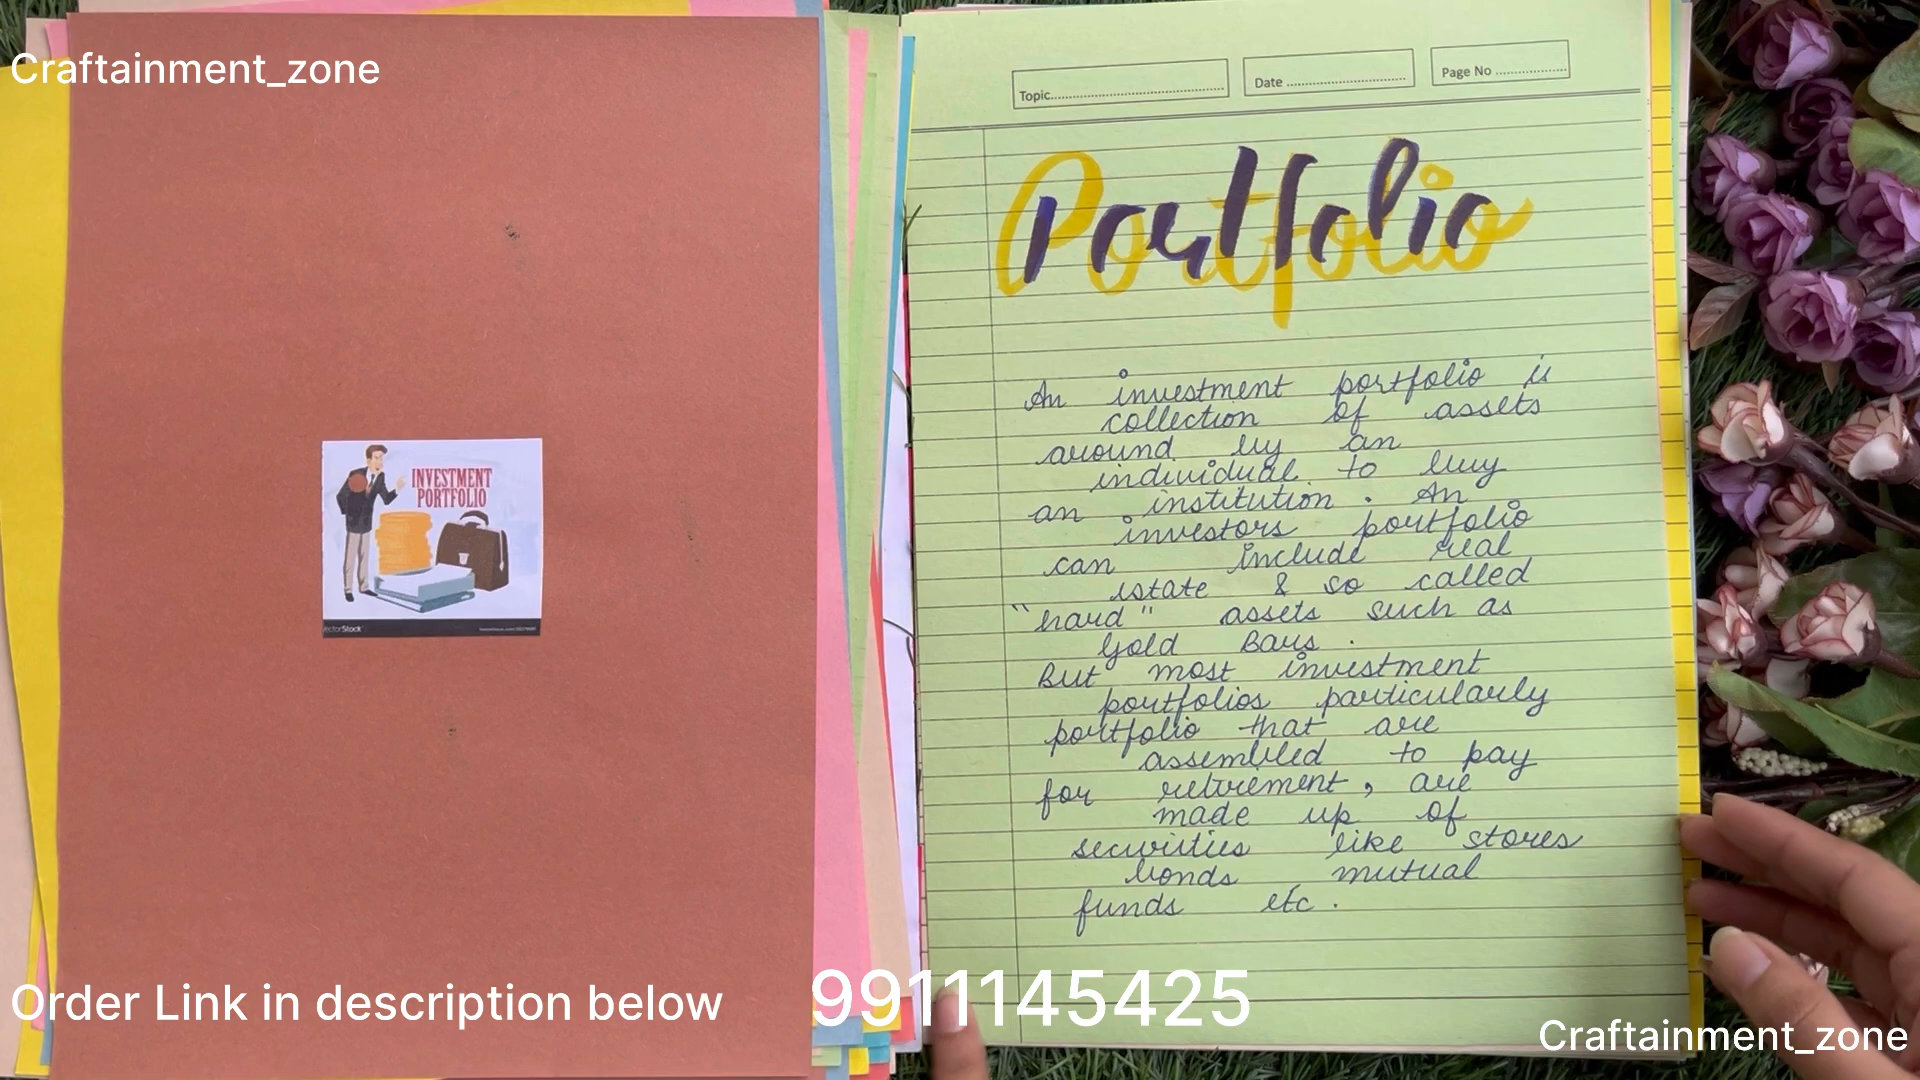 Craftainment_zone
Topic
Date
Page No
Portfolio
INVESTMENT
PORTFOLIO
An investment portfolio is
collection of assets
around by an
individual to buy
an institution. An
investors portfolio
can include real
estate & so called
"hard" assets such as
Gold Bars.
But most investment
portfolios particularly
portfolio that are
assembled to pay
for retirement, are
made up of
securities like stores
bonds mutual
funds etc.
Order Link in description below
9911145425
Craftainment_zone